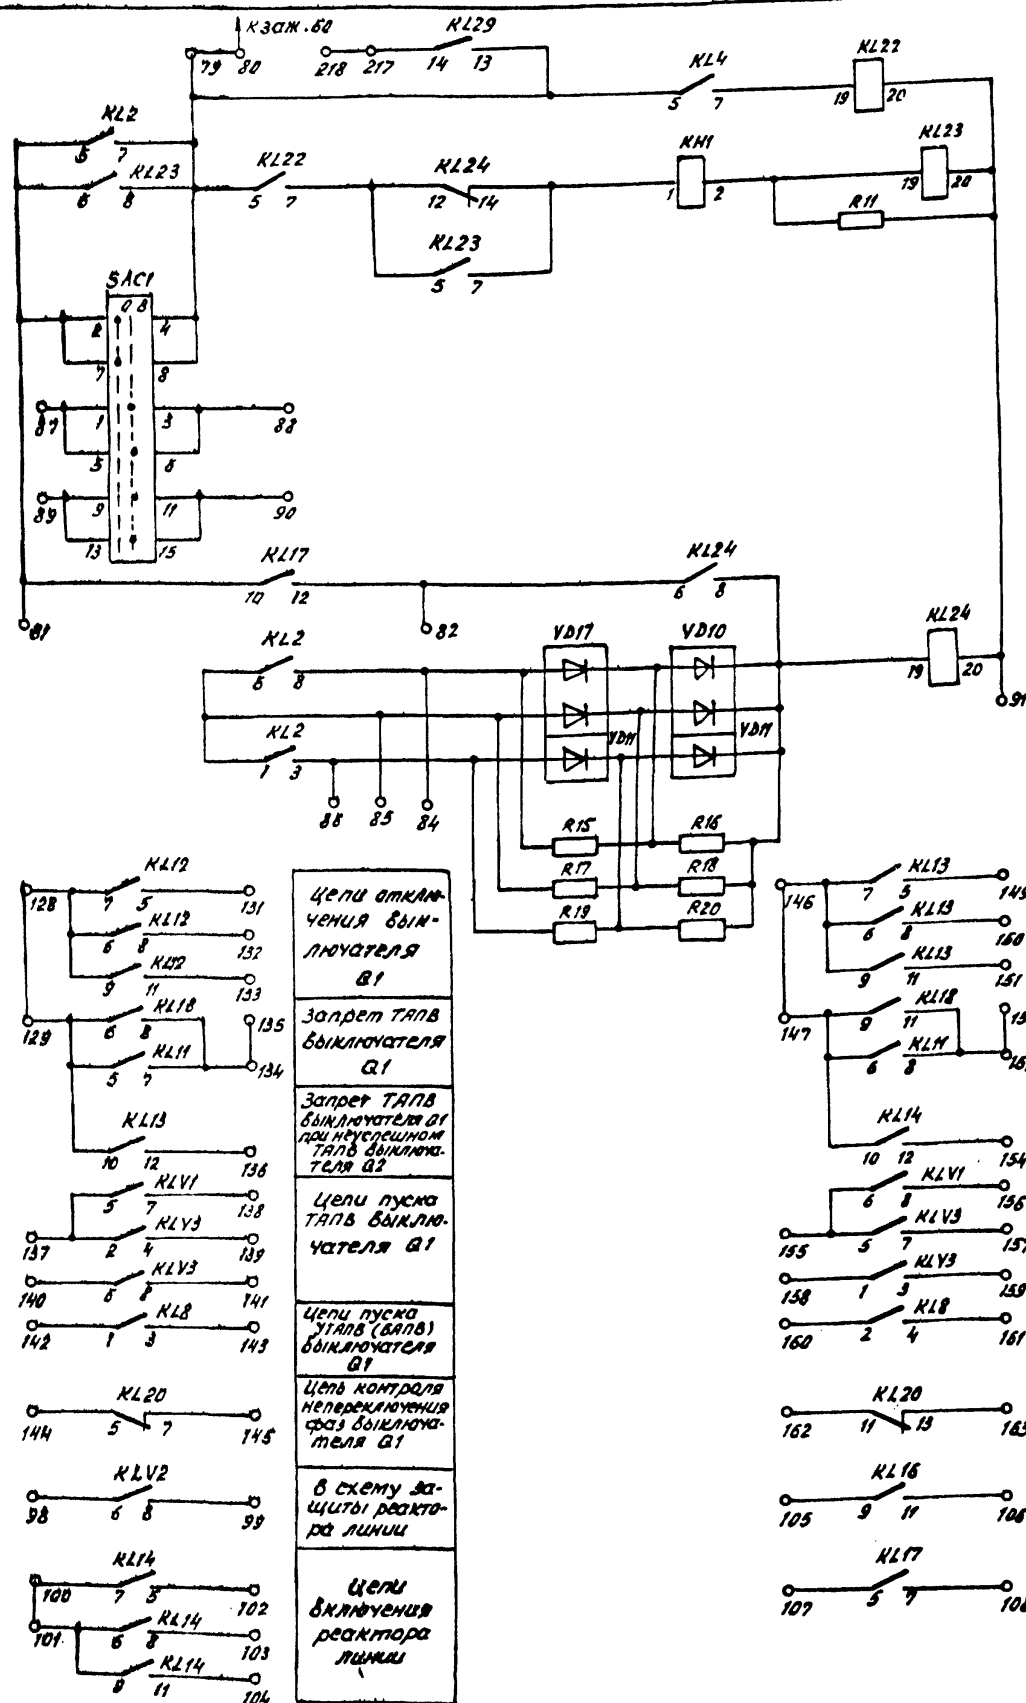 к заж. 60
KL29
79 80 218 217 14 13
KL4
KL22
5 7 19 20
KL2
5 7
KL23
6 8
KL22
5 7
KL24
12 14
KH1
1 2
KL23
19 20
R11
KL23
5 7
SAC1
0 В
2 4
7 8
87 1 3 88
5 6
89 9 11 90
13 15
KL17
10 12
KL24
6 8
81
82
KL2
6 8
VD17
VD10
KL24
19 20
91
KL2
1 3
VD11
VD11
86 85 84
R15 R16
R17 R18
R19 R20
128 KL12 7 5 131
KL12 6 8 132
KL12 9 11 133
129 KL18 6 8 135
KL11 5 7 134
KL13 10 12 136
KLV1 5 7 138
137 KLV3 2 4 139
140 KLV3 6 8 141
142 KL8 1 3 143
KL20
144 5 7 145
KLV2
98 6 8 99
KL14
100 7 5 102
101 KL14 6 8 103
KL14 9 11 104
Цепи отклю-
чения вык-
лючателя
Q1
Запрет ТАПВ
выключателя
Q1
Запрет ТАПВ
выключателя Q1
при неуспешном
ТАПВ выключа-
теля Q2
Цепи пуска
ТАПВ выклю-
чателя Q1
Цепи пуска
УТАПВ (БАПВ)
выключателя
Q1
Цепь контроля
непереключения
фаз выключа-
теля Q1
В схему за-
щиты реакто-
ра линии
Цепи
включения
реактора
линии
146 KL13 7 5 149
KL13 6 8 150
KL13 9 11 151
147 KL18 9 11
KL11 6 8
KL14
10 12 154
KLV1 6 8 156
155 KLV3 5 7 157
158 KLV3 1 3 159
160 KL8 2 4 161
KL20
162 11 13 163
KL16
105 9 11 106
KL17
107 5 7 108